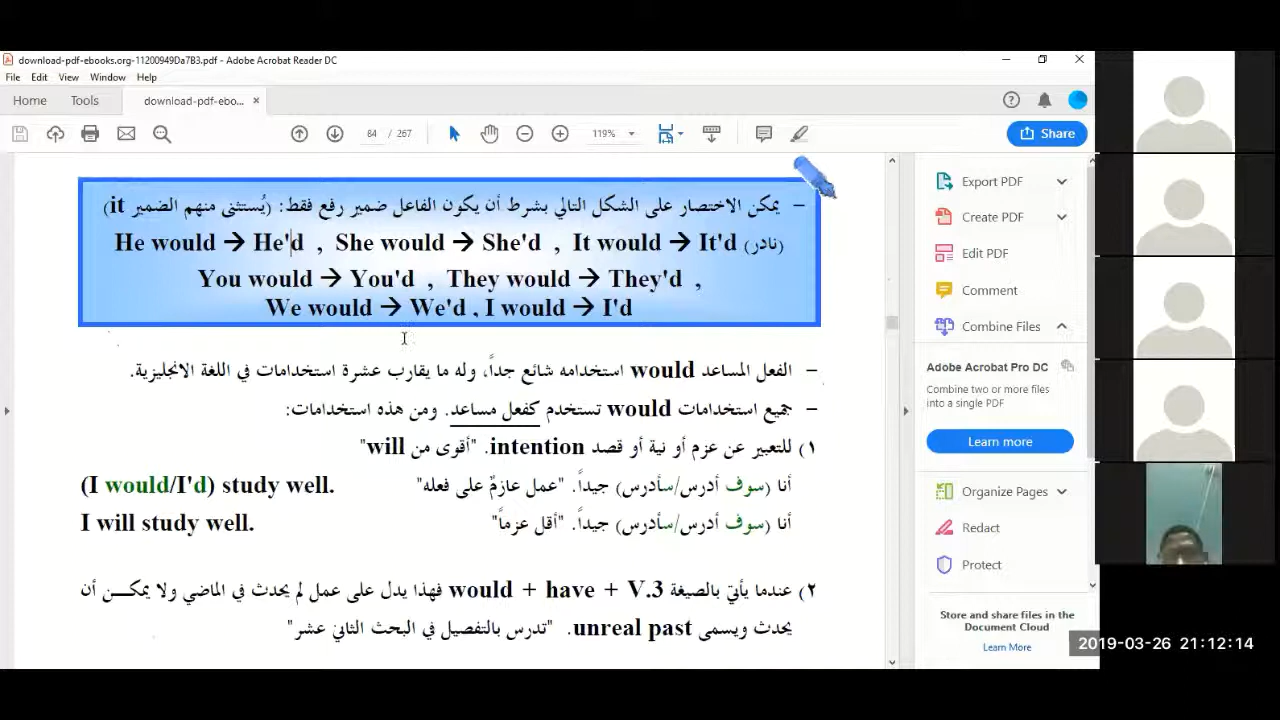 download-pdf-ebooks.org-11200949Da7B3.pdf - Adobe Acrobat Reader DC
File Edit View Window Help
Home Tools download-pdf-ebo... ×
84 / 267 119% Share
– يمكن الاختصار على الشكل التالي بشرط أن يكون الفاعل ضمير رفع فقط: (يُستثنى منهم الضمير it)
He would → He'd , She would → She'd , It would → It'd (نادر)
You would → You'd , They would → They'd ,
We would → We'd , I would → I'd
– الفعل المساعد would استخدامه شائع جداً، وله ما يقارب عشرة استخدامات في اللغة الانجليزية.
– جميع استخدامات would تستخدم كفعل مساعد. ومن هذه استخدامات:
١) للتعبير عن عزم أو نية أو قصد intention. "أقوى من will"
أنا (سوف أدرس/سأدرس) جيداً. "عمل عازمٌ على فعله" (I would/I'd) study well.
أنا (سوف أدرس/سأدرس) جيداً. "أقل عزماً" I will study well.
٢) عندما يأتي بالصيغة would + have + V.3 فهذا يدل على عمل لم يحدث في الماضي ولا يمكـــن أن
يحدث ويسمى unreal past. "تدرس بالتفصيل في البحث الثاني عشر"
Export PDF
Create PDF
Edit PDF
Comment
Combine Files
Adobe Acrobat Pro DC
Combine two or more files
into a single PDF
Learn more
Organize Pages
Redact
Protect
Store and share files in the
Document Cloud
Learn More
2019-03-26 21:12:14